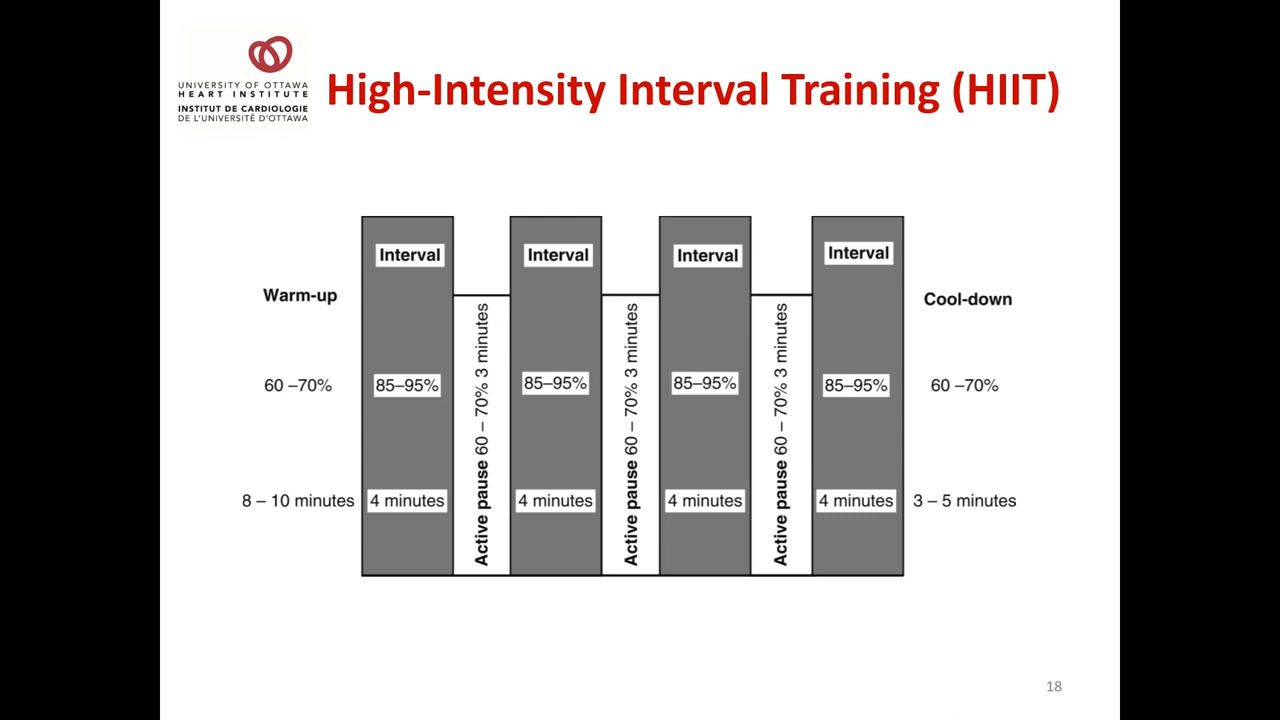 UNIVERSITY OF OTTAWA
HEART INSTITUTE
INSTITUT DE CARDIOLOGIE
DE L'UNIVERSITÉ D'OTTAWA
High-Intensity Interval Training (HIIT)
Warm-up
60 –70%
8 – 10 minutes
Interval
85–95%
4 minutes
Active pause 60 – 70% 3 minutes
Interval
85–95%
4 minutes
Active pause 60 – 70% 3 minutes
Interval
85–95%
4 minutes
Active pause 60 – 70% 3 minutes
Interval
85–95%
4 minutes
Cool-down
60 –70%
3 – 5 minutes
18